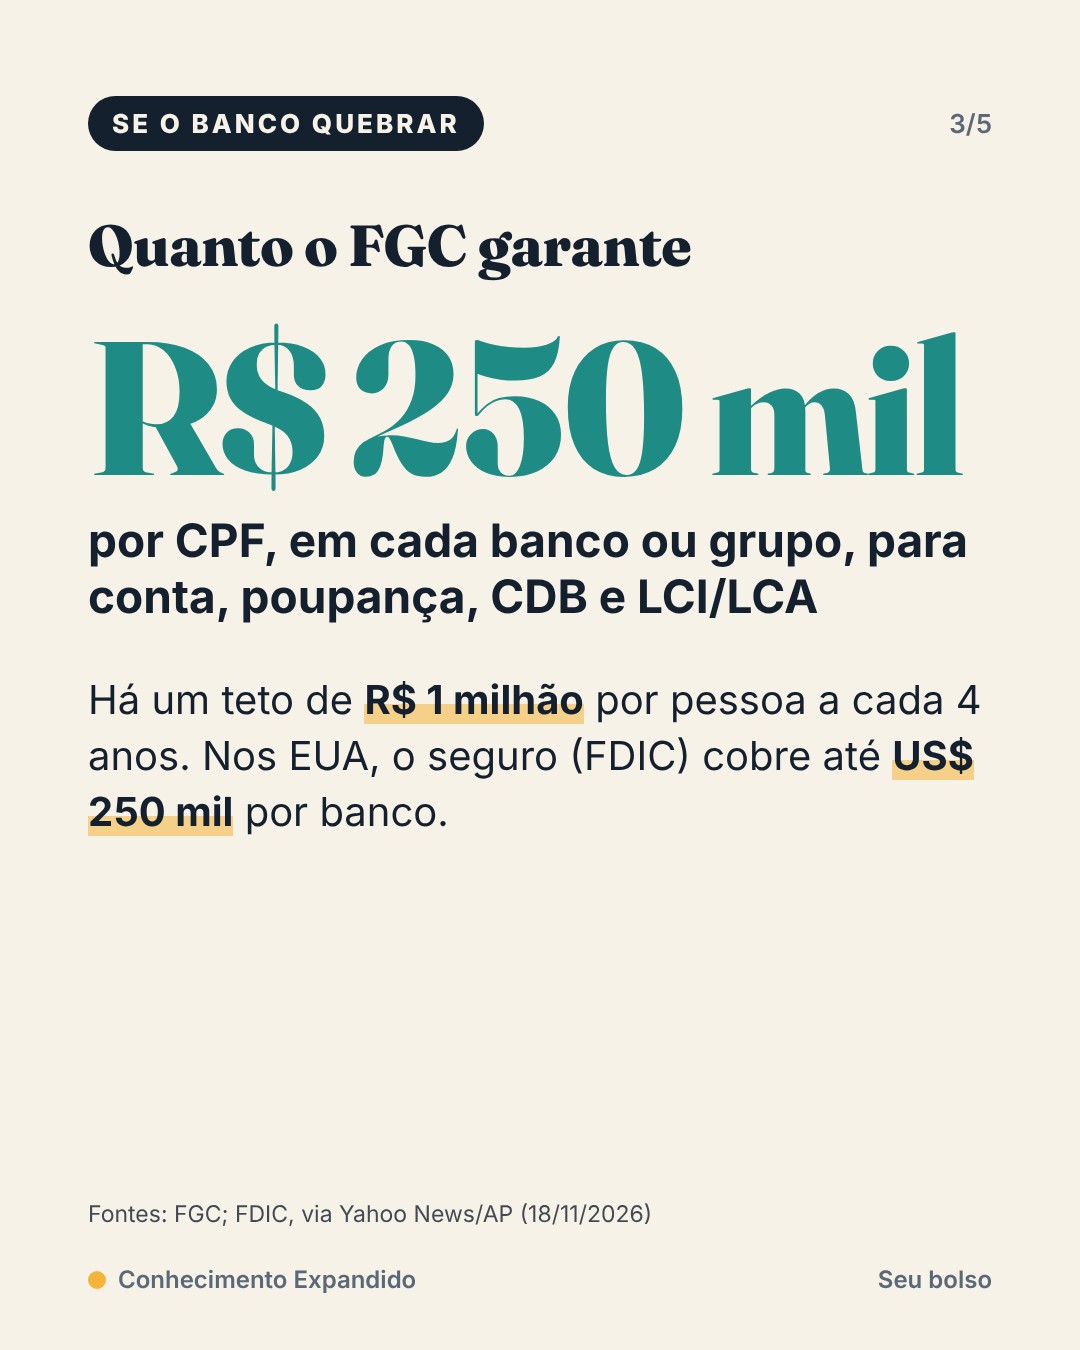 SE O BANCO QUEBRAR
3/5
Quanto o FGC garante
R$ 250 mil
por CPF, em cada banco ou grupo, para
conta, poupança, CDB e LCI/LCA
Há um teto de R$ 1 milhão por pessoa a cada 4
anos. Nos EUA, o seguro (FDIC) cobre até US$
250 mil por banco.
Fontes: FGC; FDIC, via Yahoo News/AP (18/11/2026)
Conhecimento Expandido
Seu bolso